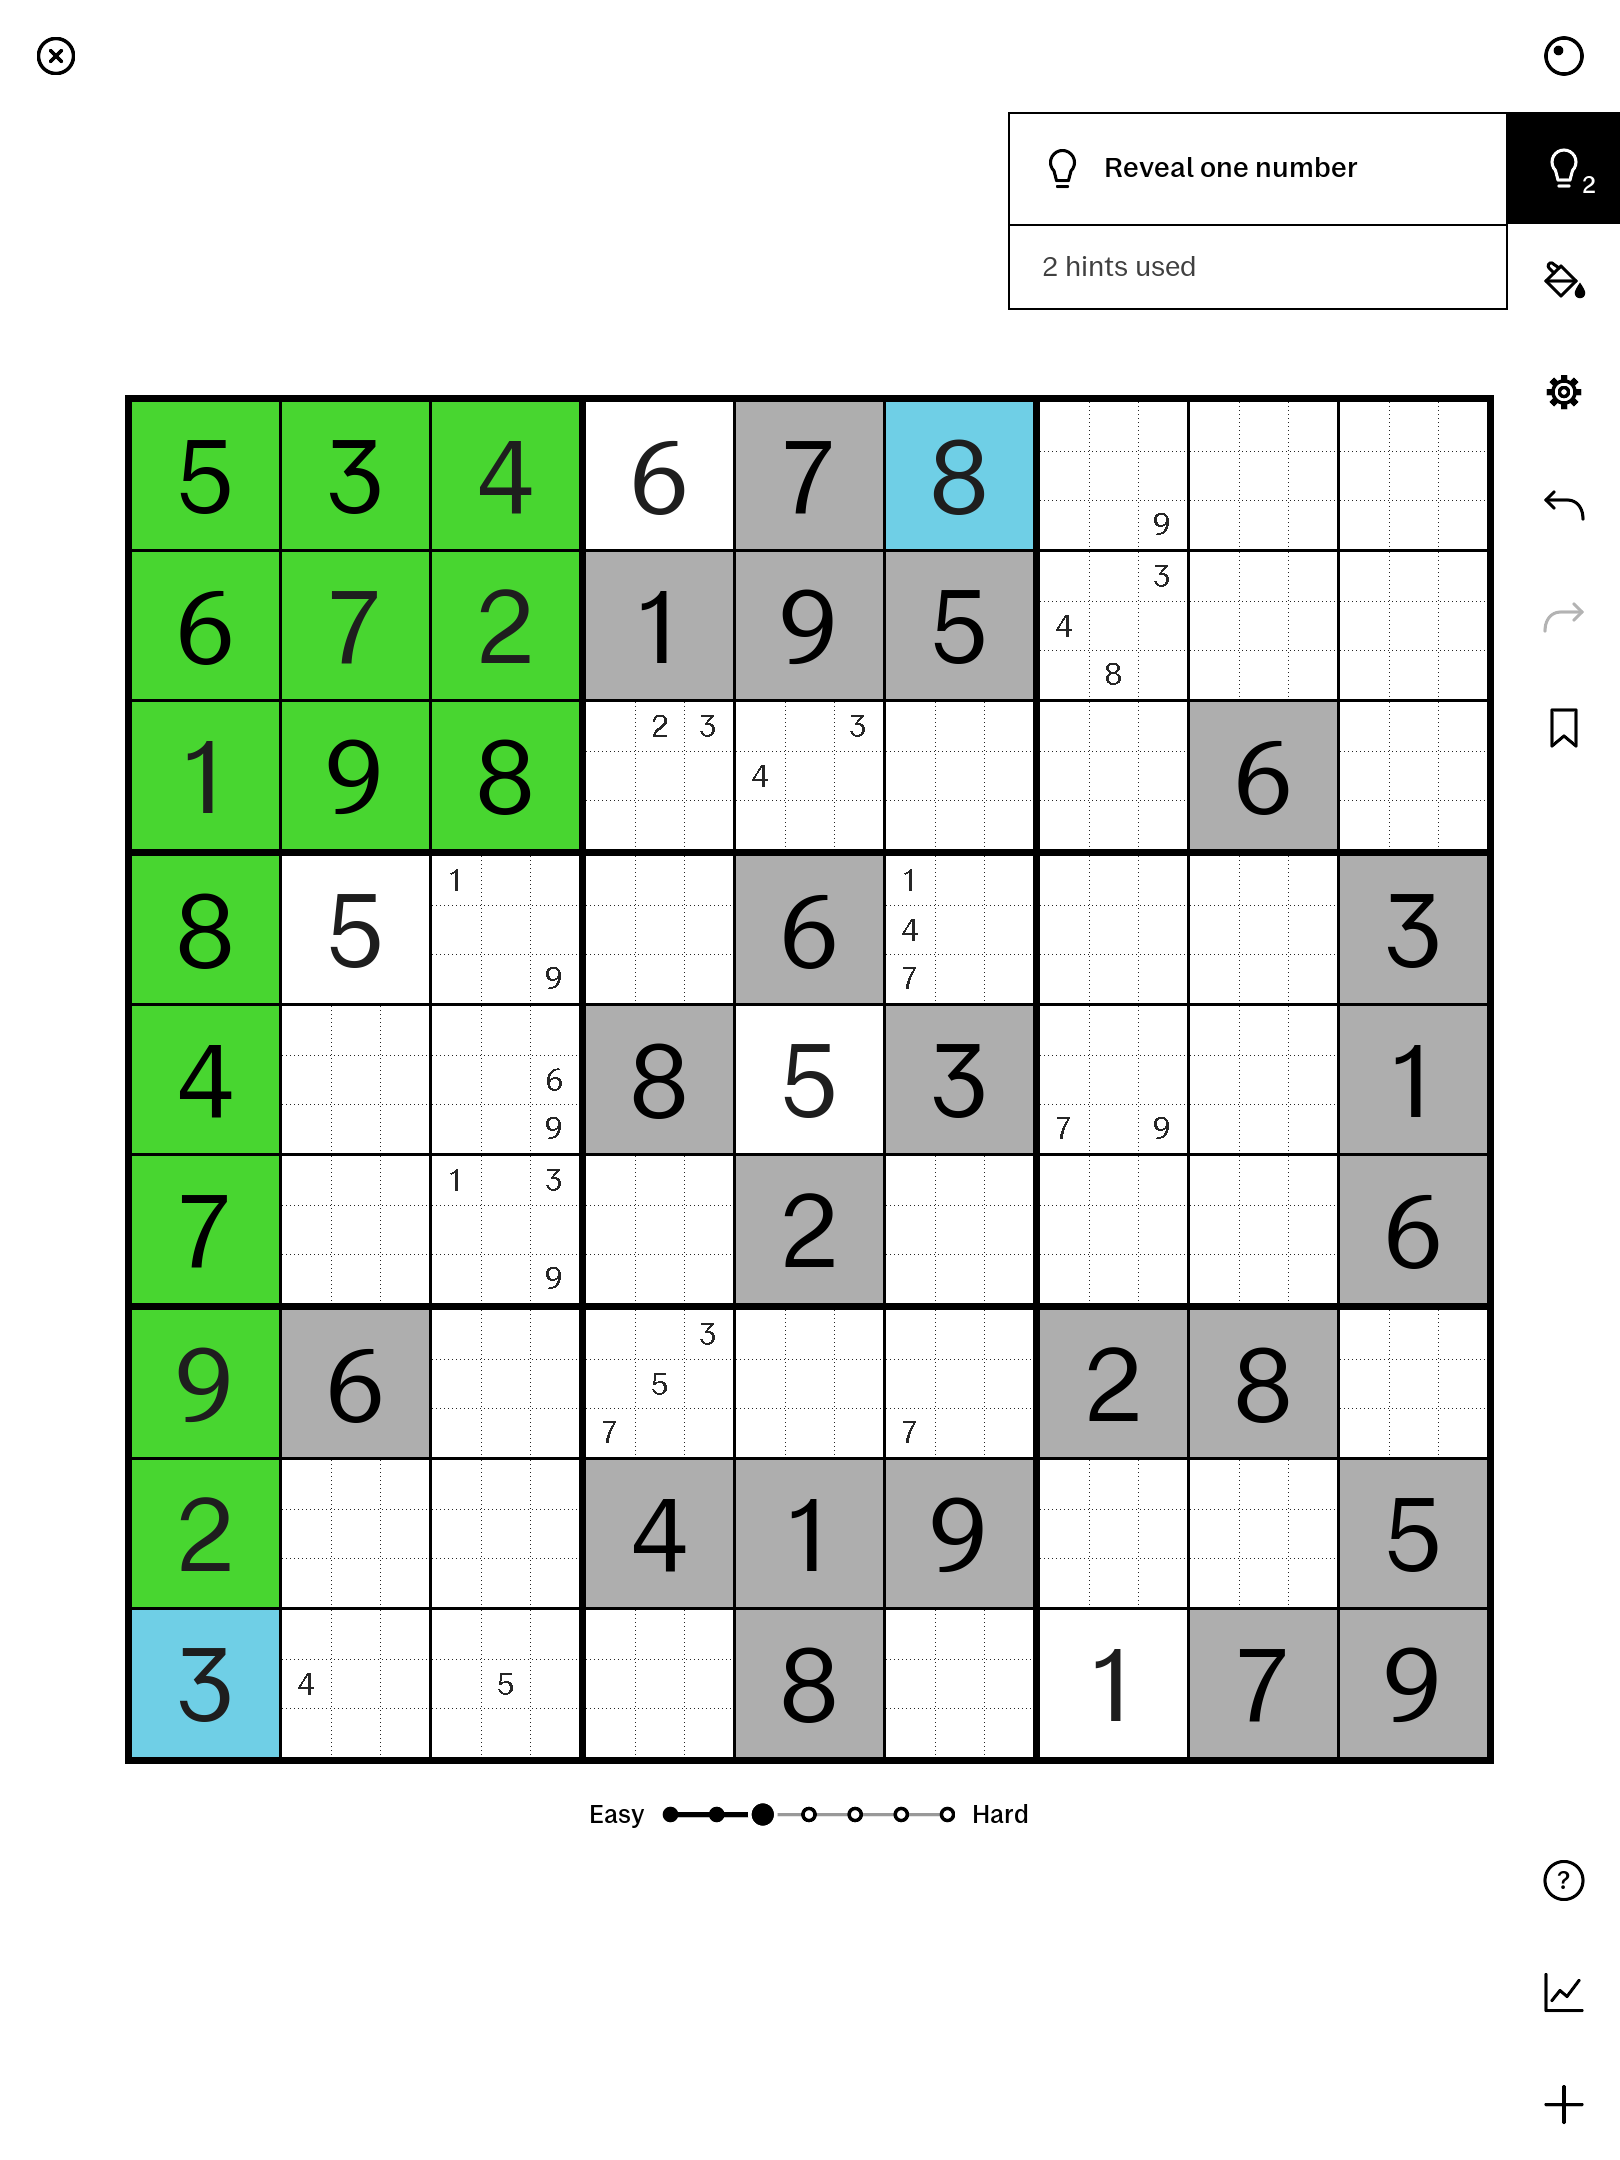 Reveal one number
2
2 hints used
5 3 4 6 7 8 9
6 7 2 1 9 5 3 4 8
1 9 8 2 3 3 4 6
8 5 1 9 6 1 4 7 3
4 6 9 8 5 3 7 9 1
7 1 3 9 2 6
9 6 3 5 7 7 2 8
2 4 1 9 5
3 4 5 8 1 7 9
Easy Hard
?